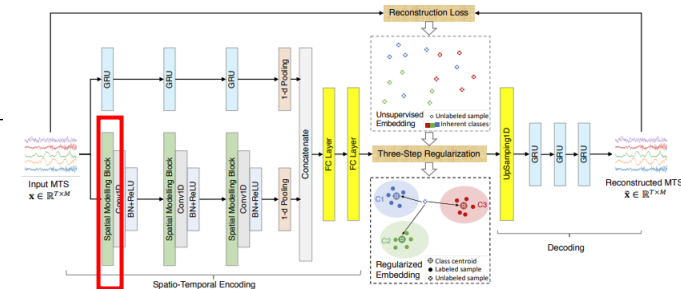 Reconstruction Loss
GRU
GRU
GRU
1-d Pooling
Concatenate
FC Layer
FC Layer
Unsupervised Embedding
Unlabeled sample
Inherent classes
Three-Step Regularization
UpSamping1D
GRU
GRU
GRU
Input MTS
x ∈ ℝ^{T×M}
Spatial Modelling Block
Conv1D
BN+ReLU
Spatial Modelling Block
Conv1D
BN+ReLU
Spatial Modelling Block
Conv1D
BN+ReLU
1-d Pooling
C1
C2
C3
Regularized Embedding
Class centroid
Labeled sample
Unlabeled sample
Reconstructed MTS
x̃ ∈ ℝ^{T×M}
Decoding
Spatio-Temporal Encoding